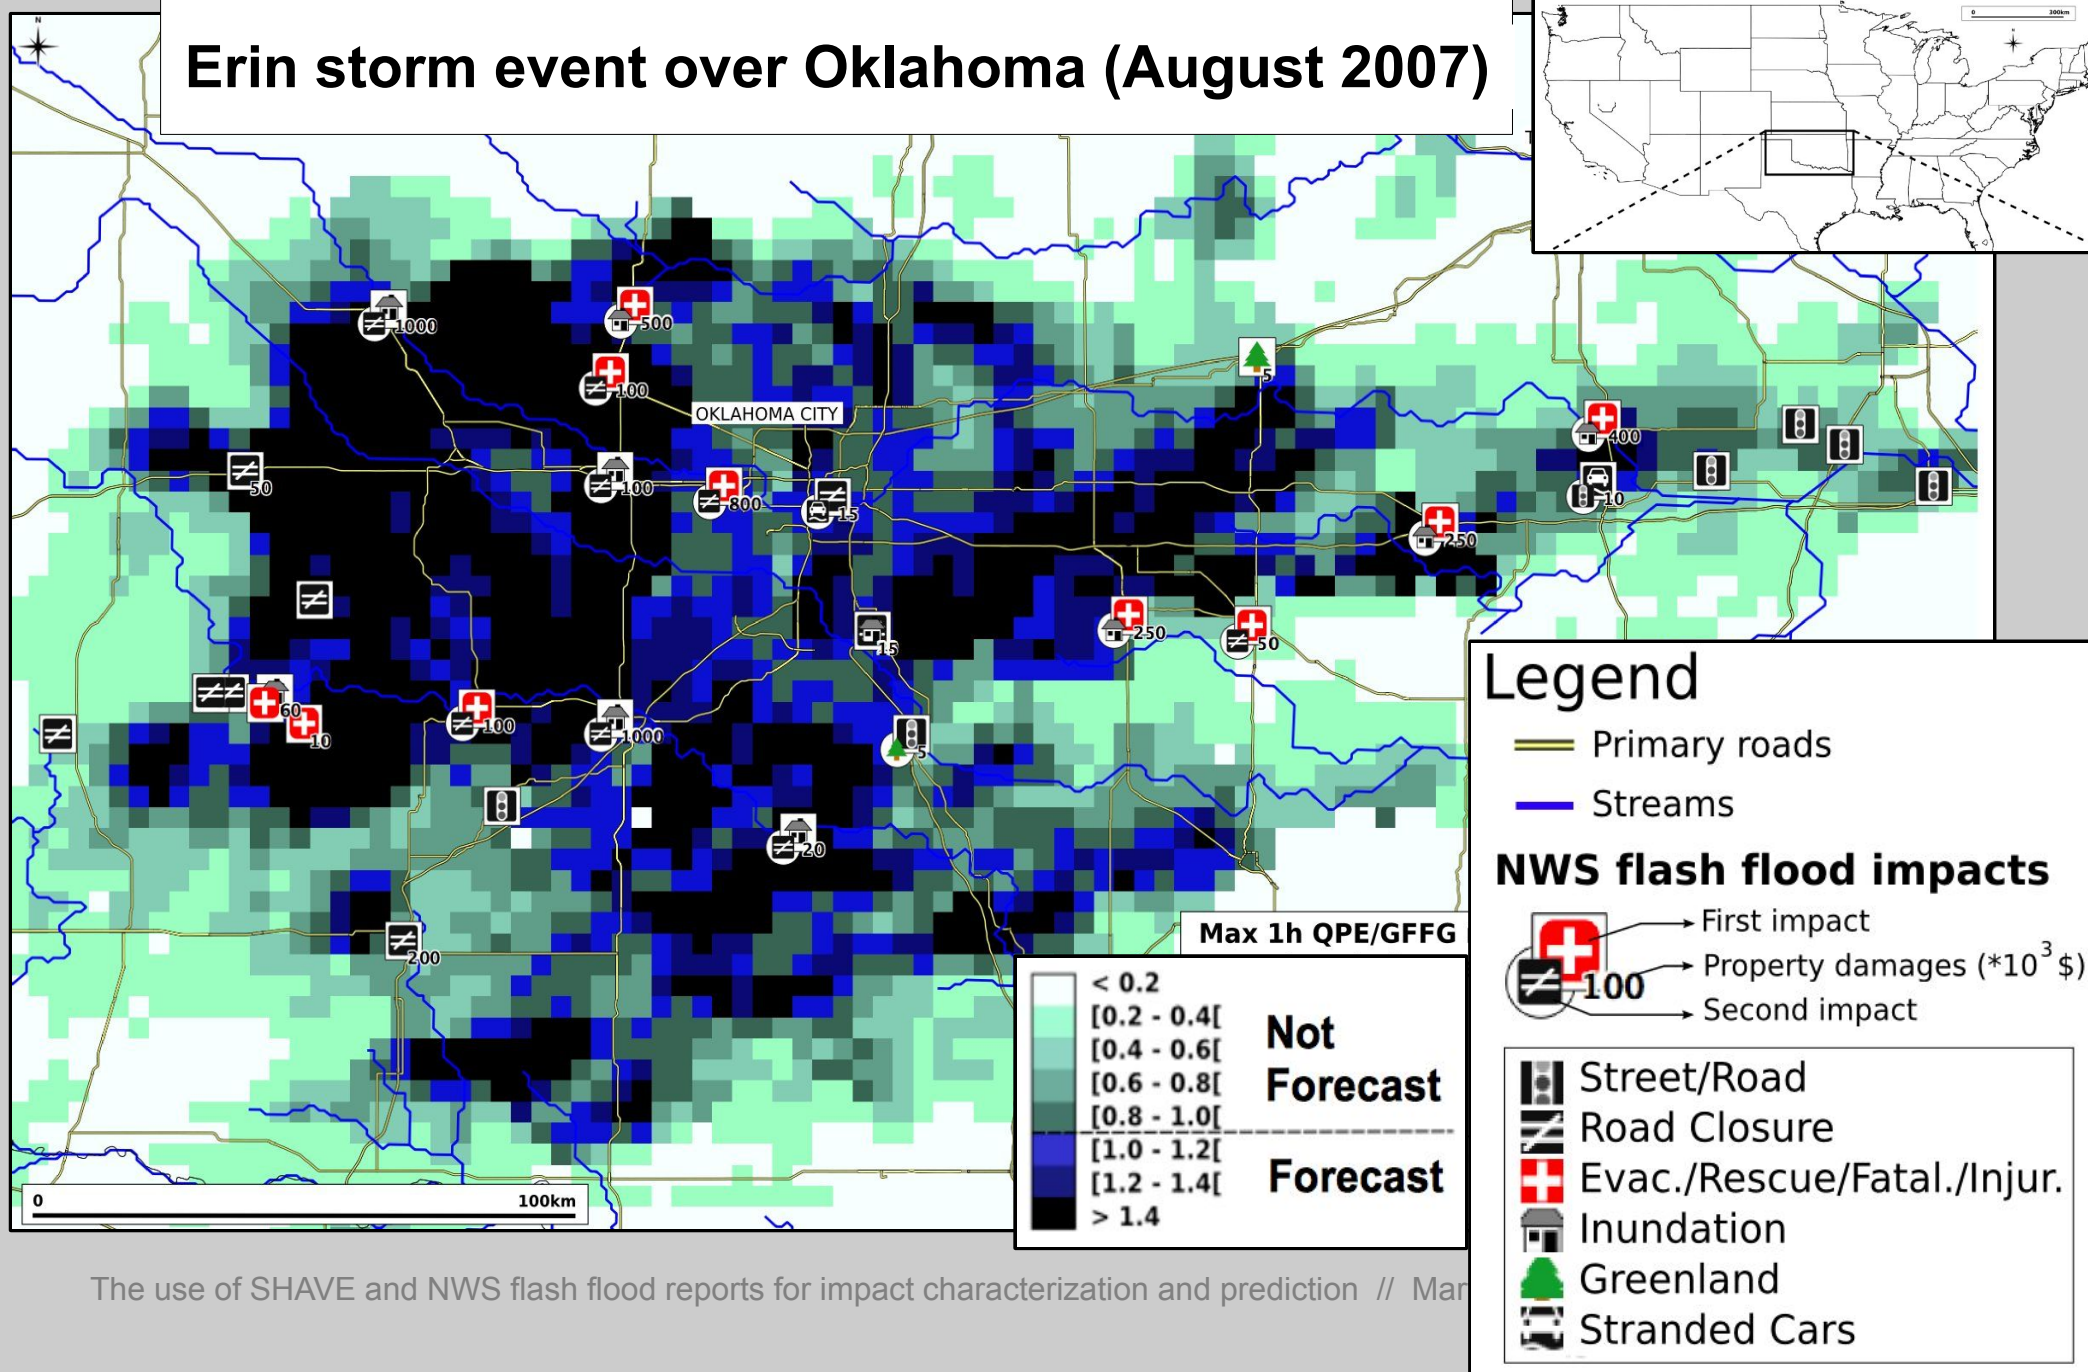 Erin storm event over Oklahoma (August 2007)
N
0 300km
N
1000
500
100
OKLAHOMA CITY
5
50
100
800
15
400
10
250
250
50
15
60
10
100
1000
5
20
200
Max 1h QPE/GFFG
< 0.2
[0.2 - 0.4[
[0.4 - 0.6[
[0.6 - 0.8[
[0.8 - 1.0[
[1.0 - 1.2[
[1.2 - 1.4[
> 1.4
Not
Forecast
Forecast
0 100km
Legend
Primary roads
Streams
NWS flash flood impacts
First impact
Property damages (*10³ $)
100
Second impact
Street/Road
Road Closure
Evac./Rescue/Fatal./Injur.
Inundation
Greenland
Stranded Cars
The use of SHAVE and NWS flash flood reports for impact characterization and prediction // Mar